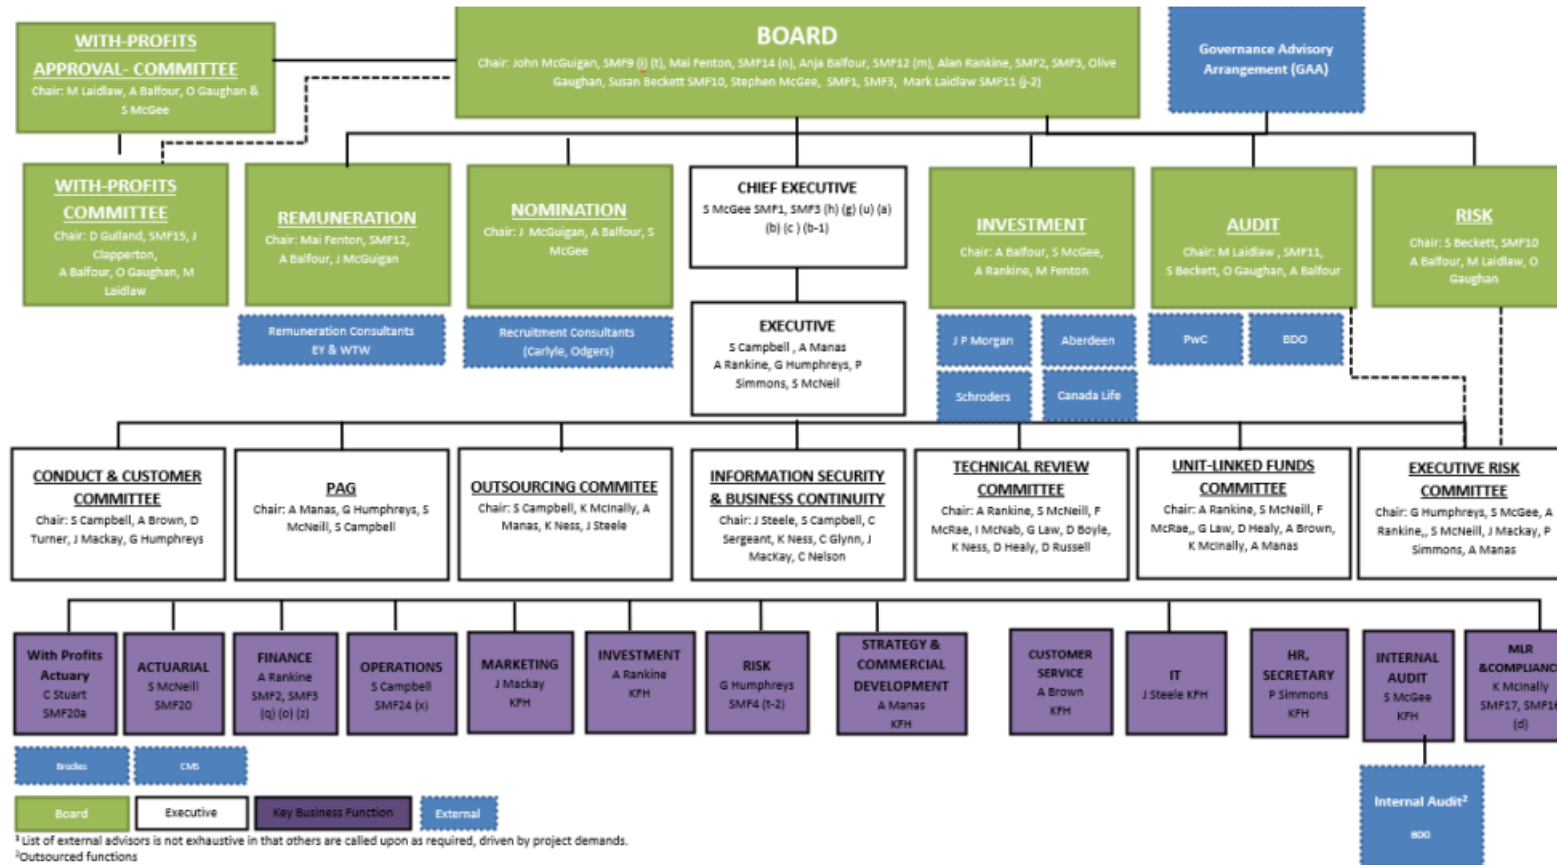 WITH-PROFITS
APPROVAL- COMMITTEE
Chair: M Laidlaw, A Balfour, O Gaughan &
S McGee
BOARD
Chair: John McGuigan, SMF9 (i) (t), Mai Fenton, SMF14 (n), Anja Balfour, SMF12 (m), Alan Rankine, SMF2, SMF3, Olive
Gaughan, Susan Beckett SMF10, Stephen McGee, SMF1, SMF3, Mark Laidlaw SMF11 (j-2)
Governance Advisory
Arrangement (GAA)
WITH-PROFITS
COMMITTEE
Chair: D Gulland, SMF15, J
Clapperton,
A Balfour, O Gaughan, M
Laidlaw
REMUNERATION
Chair: Mai Fenton, SMF12,
A Balfour, J McGuigan
NOMINATION
Chair: J McGuigan, A Balfour, S
McGee
CHIEF EXECUTIVE
S McGee SMF1, SMF3 (h) (g) (u) (a)
(b) (c ) (b-1)
INVESTMENT
Chair: A Balfour, S McGee,
A Rankine, M Fenton
AUDIT
Chair: M Laidlaw , SMF11,
S Beckett, O Gaughan, A Balfour
RISK
Chair: S Beckett, SMF10
A Balfour, M Laidlaw, O
Gaughan
Remuneration Consultants
EY & WTW
Recruitment Consultants
(Carlyle, Odgers)
EXECUTIVE
S Campbell , A Manas
A Rankine, G Humphreys, P
Simmons, S McNeil
J P Morgan
Aberdeen
Schroders
Canada Life
PwC
BDO
CONDUCT & CUSTOMER
COMMITTEE
Chair: S Campbell, A Brown, D
Turner, J Mackay, G Humphreys
PAG
Chair: A Manas, G Humphreys, S
McNeill, S Campbell
OUTSOURCING COMMITEE
Chair: S Campbell, K McInally, A
Manas, K Ness, J Steele
INFORMATION SECURITY
& BUSINESS CONTINUITY
Chair: J Steele, S Campbell, C
Sergeant, K Ness, C Glynn, J
MacKay, C Nelson
TECHNICAL REVIEW
COMMITTEE
Chair: A Rankine, S McNeill, F
McRae, I McNab, G Law, D Boyle,
K Ness, D Healy, D Russell
UNIT-LINKED FUNDS
COMMITTEE
Chair: A Rankine, S McNeill, F
McRae,, G Law, D Healy, A Brown,
K McInally, A Manas
EXECUTIVE RISK
COMMITTEE
Chair: G Humphreys, S McGee, A
Rankine,, S McNeill, J Mackay, P
Simmons, A Manas
With Profits
Actuary
C Stuart
SMF20a
ACTUARIAL
S McNeill
SMF20
FINANCE
A Rankine
SMF2, SMF3
(q) (o) (z)
OPERATIONS
S Campbell
SMF24 (x)
MARKETING
J Mackay
KFH
INVESTMENT
A Rankine
KFH
RISK
G Humphreys
SMF4 (t-2)
STRATEGY &
COMMERCIAL
DEVELOPMENT
A Manas
KFH
CUSTOMER
SERVICE
A Brown
KFH
IT
J Steele KFH
HR,
SECRETARY
P Simmons
KFH
INTERNAL
AUDIT
S McGee
KFH
MLR
&COMPLIANCE
K McInally
SMF17, SMF16
(d)
Brodies
CMS
Internal Audit²
BDO
Board
Executive
Key Business Function
External
¹ List of external advisors is not exhaustive in that others are called upon as required, driven by project demands.
²Outsourced functions